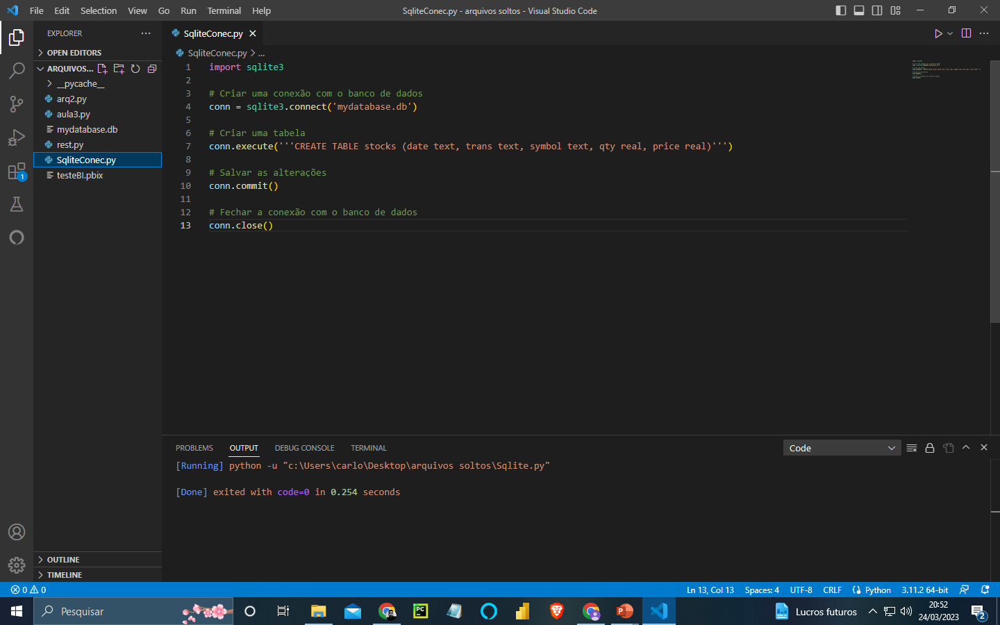 File Edit Selection View Go Run Terminal Help
SqliteConec.py - arquivos soltos - Visual Studio Code
EXPLORER
OPEN EDITORS
ARQUIVOS...
__pycache__
arq2.py
aula3.py
mydatabase.db
rest.py
SqliteConec.py
testeBI.pbix
OUTLINE
TIMELINE
1
SqliteConec.py
SqliteConec.py > ...
1 import sqlite3
2
3 # Criar uma conexão com o banco de dados
4 conn = sqlite3.connect('mydatabase.db')
5
6 # Criar uma tabela
7 conn.execute('''CREATE TABLE stocks (date text, trans text, symbol text, qty real, price real)''')
8
9 # Salvar as alterações
10 conn.commit()
11
12 # Fechar a conexão com o banco de dados
13 conn.close()
PROBLEMS OUTPUT DEBUG CONSOLE TERMINAL
Code
[Running] python -u "c:\Users\carlo\Desktop\arquivos soltos\Sqlite.py"
[Done] exited with code=0 in 0.254 seconds
0 0
Ln 13, Col 13 Spaces: 4 UTF-8 CRLF Python 3.11.2 64-bit
Pesquisar
PC
Lucros futuros
20:52
24/03/2023
2